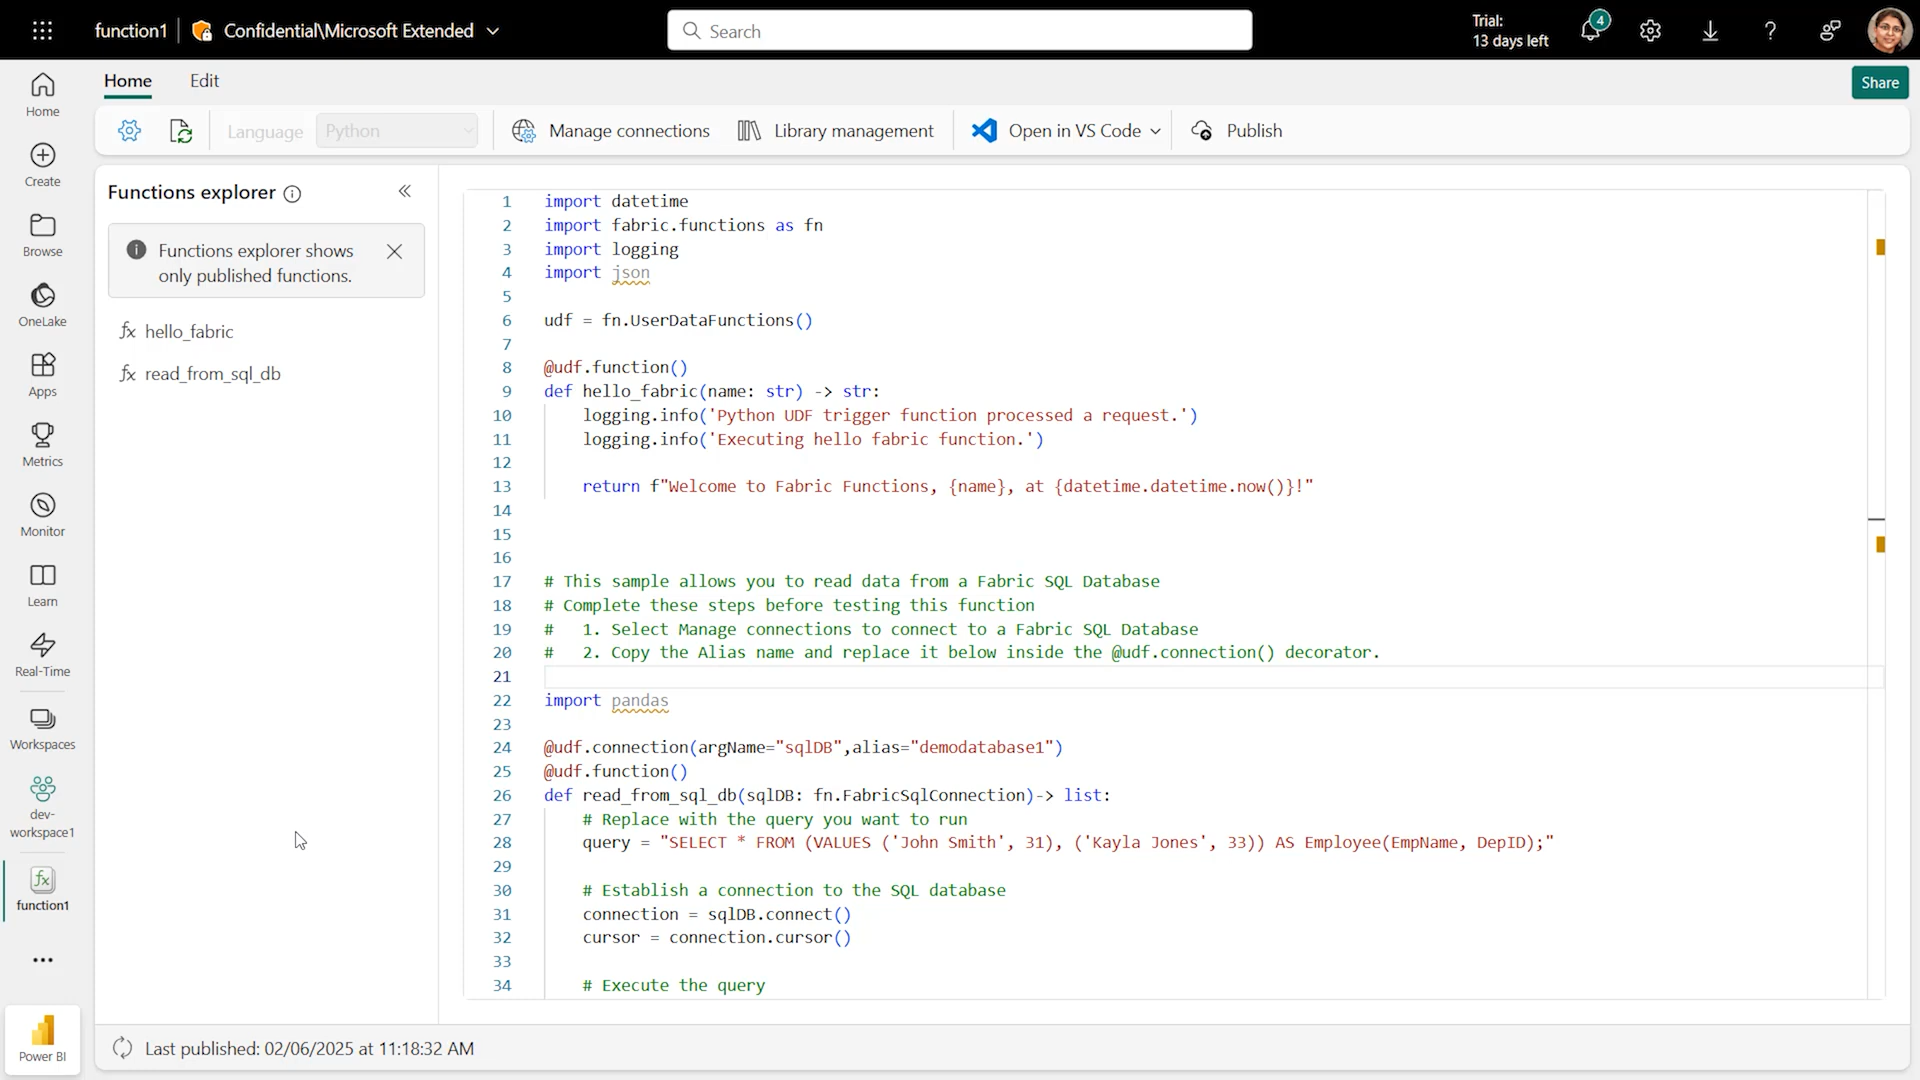 function1 Confidential\Microsoft Extended Search Trial: 13 days left 4
Home Edit Share
Language Python Manage connections Library management Open in VS Code Publish
Home
Create
Browse
OneLake
Apps
Metrics
Monitor
Learn
Real-Time
Workspaces
dev-
workspace1
function1
Power BI
Functions explorer
Functions explorer shows
only published functions.
fx hello_fabric
fx read_from_sql_db
1 import datetime
2 import fabric.functions as fn
3 import logging
4 import json
5
6 udf = fn.UserDataFunctions()
7
8 @udf.function()
9 def hello_fabric(name: str) -> str:
10 logging.info('Python UDF trigger function processed a request.')
11 logging.info('Executing hello fabric function.')
12
13 return f"Welcome to Fabric Functions, {name}, at {datetime.datetime.now()}!"
14
15
16
17 # This sample allows you to read data from a Fabric SQL Database
18 # Complete these steps before testing this function
19 # 1. Select Manage connections to connect to a Fabric SQL Database
20 # 2. Copy the Alias name and replace it below inside the @udf.connection() decorator.
21
22 import pandas
23
24 @udf.connection(argName="sqlDB",alias="demodatabase1")
25 @udf.function()
26 def read_from_sql_db(sqlDB: fn.FabricSqlConnection)-> list:
27 # Replace with the query you want to run
28 query = "SELECT * FROM (VALUES ('John Smith', 31), ('Kayla Jones', 33)) AS Employee(EmpName, DepID);"
29
30 # Establish a connection to the SQL database
31 connection = sqlDB.connect()
32 cursor = connection.cursor()
33
34 # Execute the query
Last published: 02/06/2025 at 11:18:32 AM